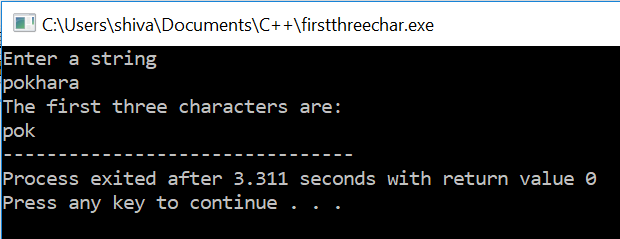 C:\Users\shiva\Documents\C++\firstthreechar.exe
Enter a string
pokhara
The first three characters are:
pok
--------------------------------
Process exited after 3.311 seconds with return value 0
Press any key to continue . . .